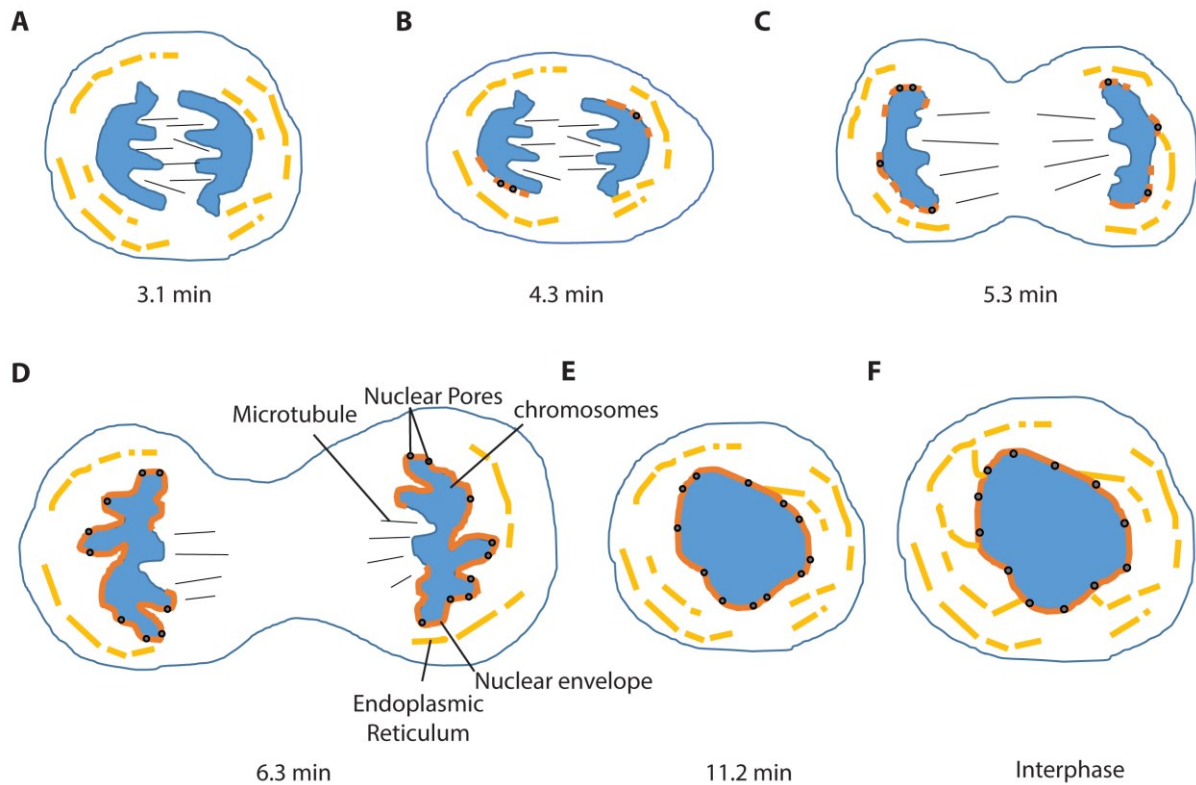 A
B
C
3.1 min
4.3 min
5.3 min
D
E
F
Nuclear Pores
Microtubule
chromosomes
Nuclear envelope
Endoplasmic
Reticulum
6.3 min
11.2 min
Interphase